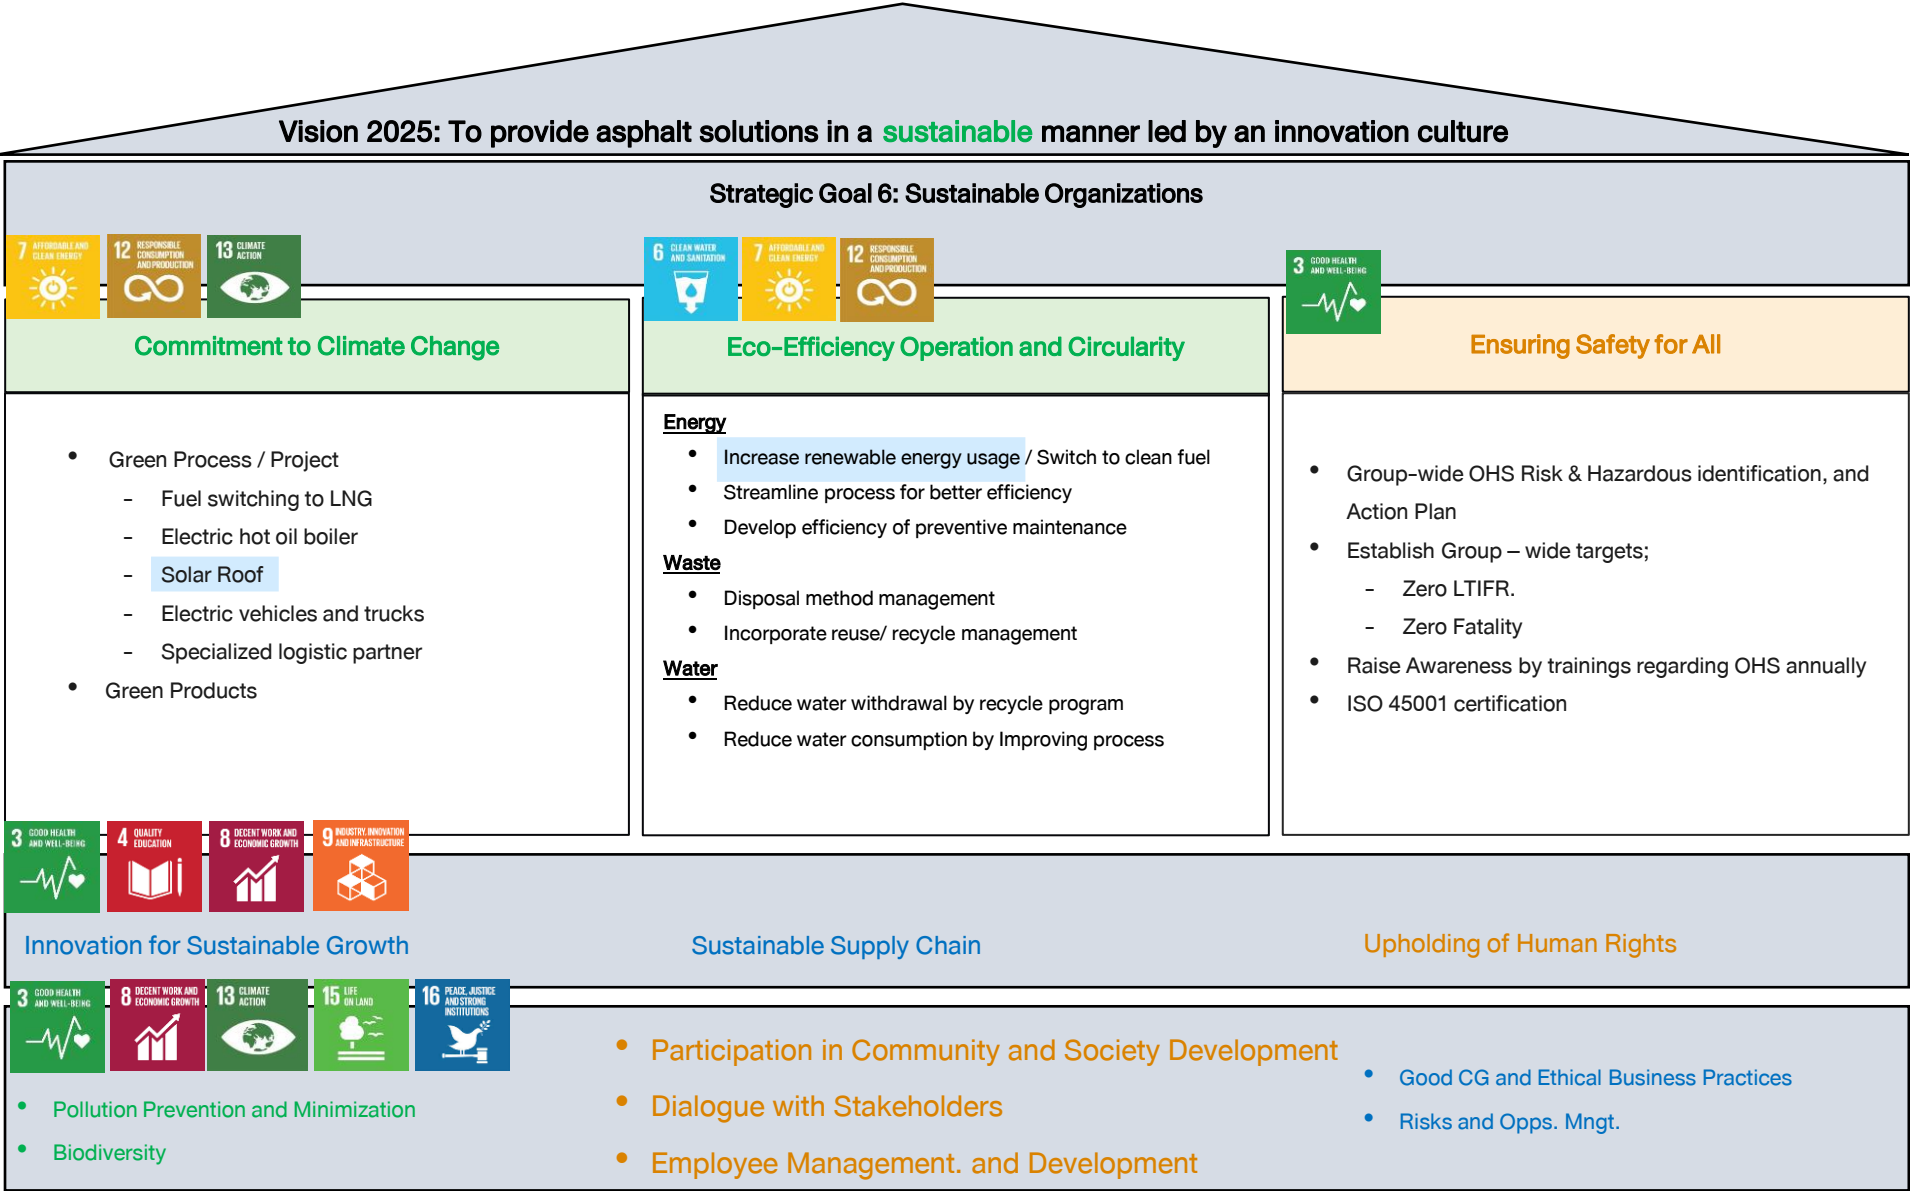 Vision 2025: To provide asphalt solutions in a sustainable manner led by an innovation culture
Strategic Goal 6: Sustainable Organizations
7 AFFORDABLE AND
CLEAN ENERGY
12 RESPONSIBLE
CONSUMPTION
AND PRODUCTION
13 CLIMATE
ACTION
6 CLEAN WATER
AND SANITATION
7 AFFORDABLE AND
CLEAN ENERGY
12 RESPONSIBLE
CONSUMPTION
AND PRODUCTION
3 GOOD HEALTH
AND WELL-BEING
Commitment to Climate Change
• Green Process / Project
- Fuel switching to LNG
- Electric hot oil boiler
- Solar Roof
- Electric vehicles and trucks
- Specialized logistic partner
• Green Products
Eco-Efficiency Operation and Circularity
Energy
• Increase renewable energy usage / Switch to clean fuel
• Streamline process for better efficiency
• Develop efficiency of preventive maintenance
Waste
• Disposal method management
• Incorporate reuse/ recycle management
Water
• Reduce water withdrawal by recycle program
• Reduce water consumption by Improving process
Ensuring Safety for All
• Group-wide OHS Risk & Hazardous identification, and
Action Plan
• Establish Group – wide targets;
- Zero LTIFR.
- Zero Fatality
• Raise Awareness by trainings regarding OHS annually
• ISO 45001 certification
3 GOOD HEALTH
AND WELL-BEING
4 QUALITY
EDUCATION
8 DECENT WORK AND
ECONOMIC GROWTH
9 INDUSTRY, INNOVATION
AND INFRASTRUCTURE
Innovation for Sustainable Growth
Sustainable Supply Chain
Upholding of Human Rights
3 GOOD HEALTH
AND WELL-BEING
8 DECENT WORK AND
ECONOMIC GROWTH
13 CLIMATE
ACTION
15 LIFE
ON LAND
16 PEACE, JUSTICE
AND STRONG
INSTITUTIONS
• Pollution Prevention and Minimization
• Biodiversity
• Participation in Community and Society Development
• Dialogue with Stakeholders
• Employee Management. and Development
• Good CG and Ethical Business Practices
• Risks and Opps. Mngt.